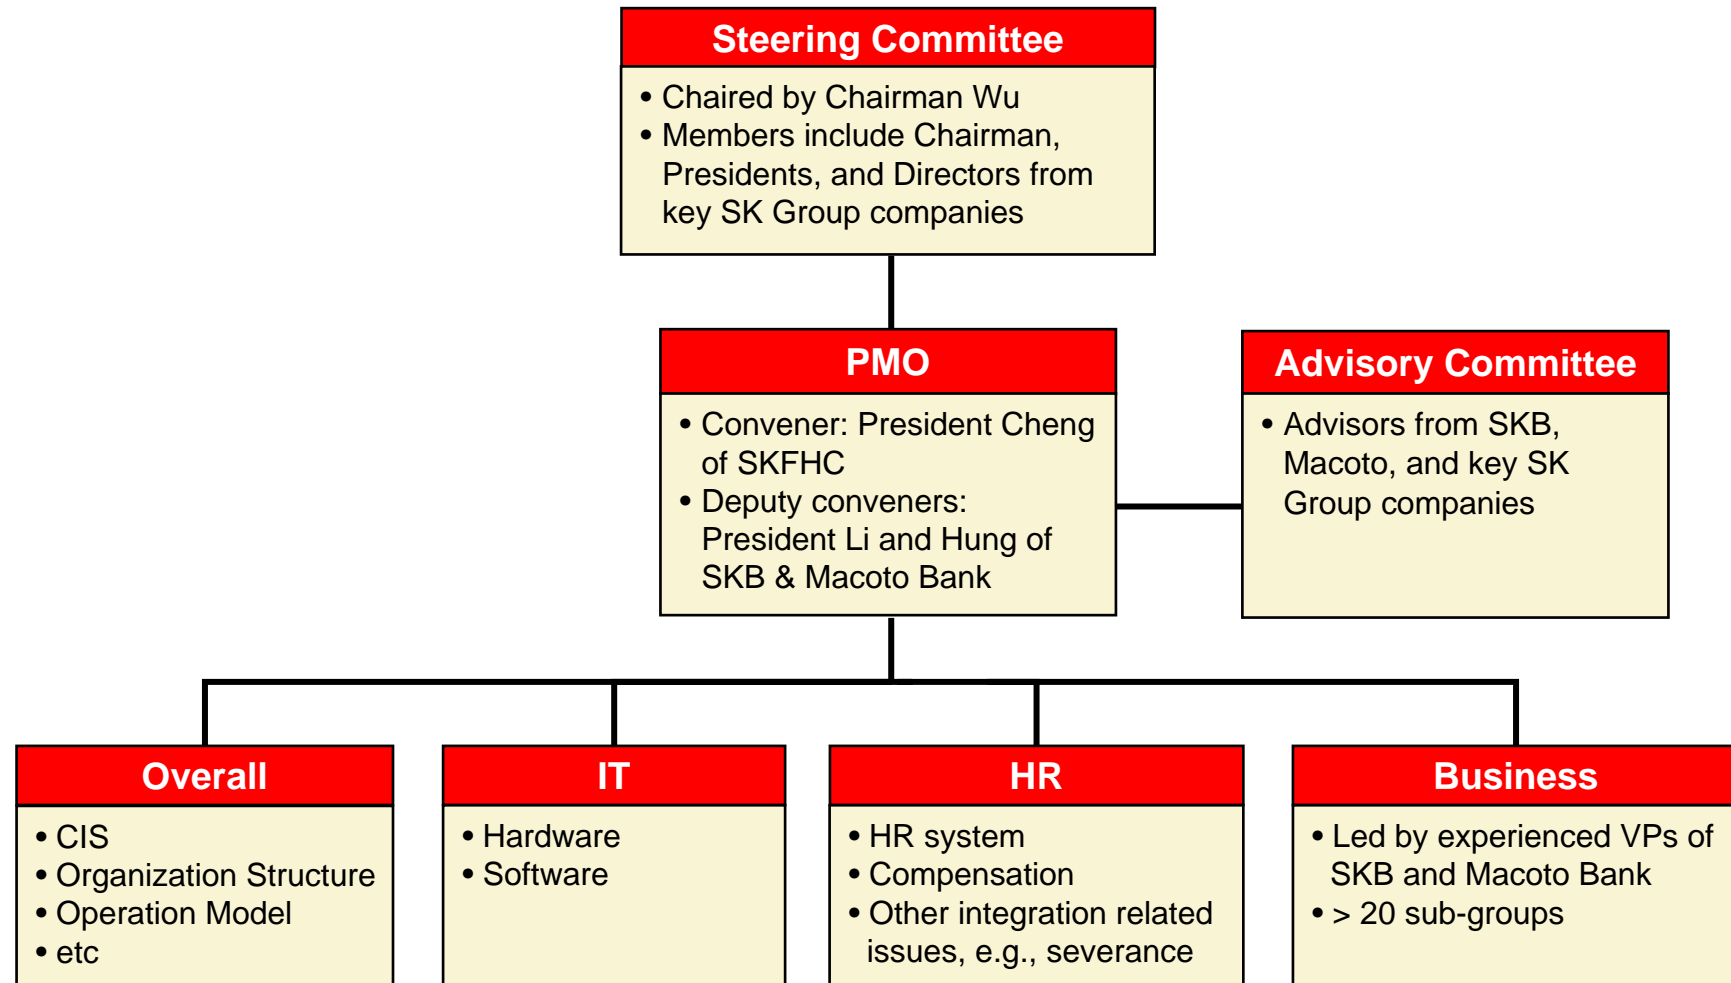 Steering Committee
• Chaired by Chairman Wu
• Members include Chairman,
Presidents, and Directors from
key SK Group companies
PMO
• Convener: President Cheng
of SKFHC
• Deputy conveners:
President Li and Hung of
SKB & Macoto Bank
Advisory Committee
• Advisors from SKB,
Macoto, and key SK
Group companies
Overall
• CIS
• Organization Structure
• Operation Model
• etc
IT
• Hardware
• Software
HR
• HR system
• Compensation
• Other integration related
issues, e.g., severance
Business
• Led by experienced VPs of
SKB and Macoto Bank
• > 20 sub-groups